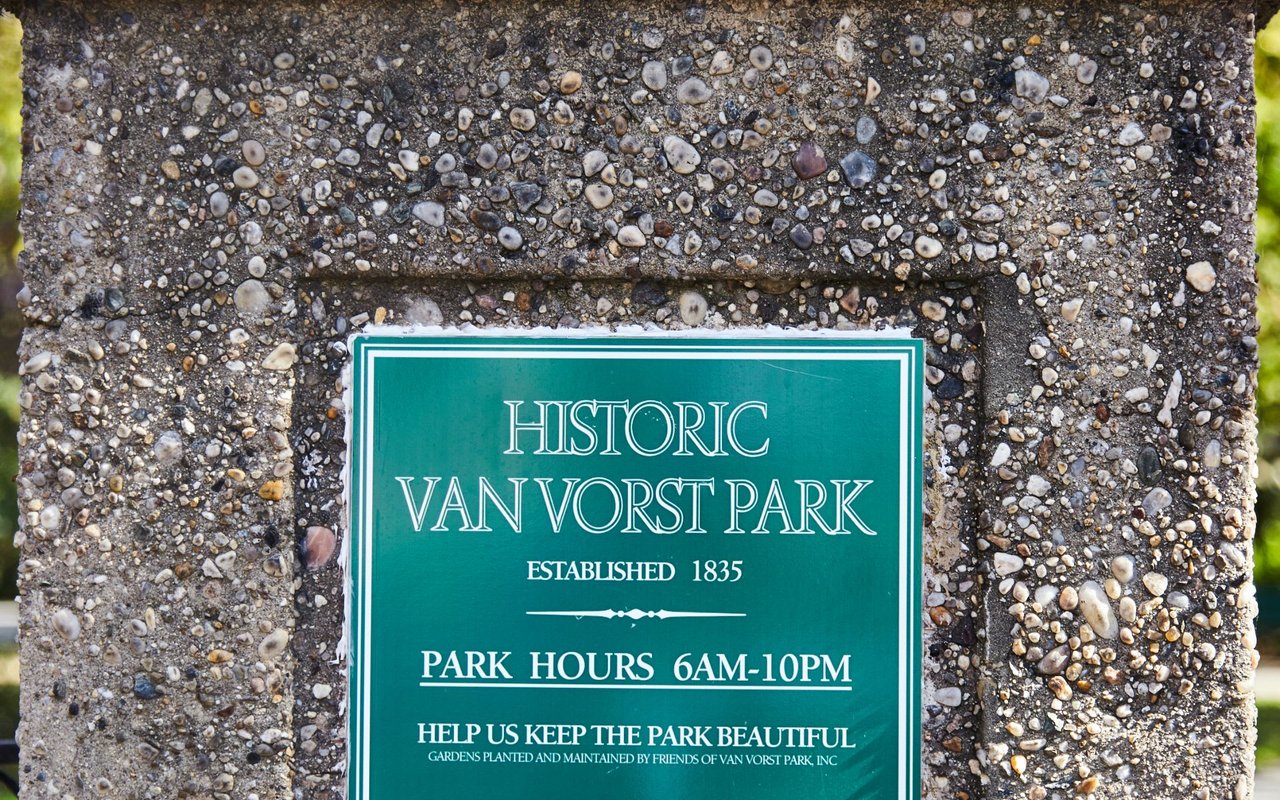 HISTORIC
VAN VORST PARK
ESTABLISHED 1835
PARK HOURS 6AM-10PM
HELP US KEEP THE PARK BEAUTIFUL
GARDENS PLANTED AND MAINTAINED BY FRIENDS OF VAN VORST PARK, INC